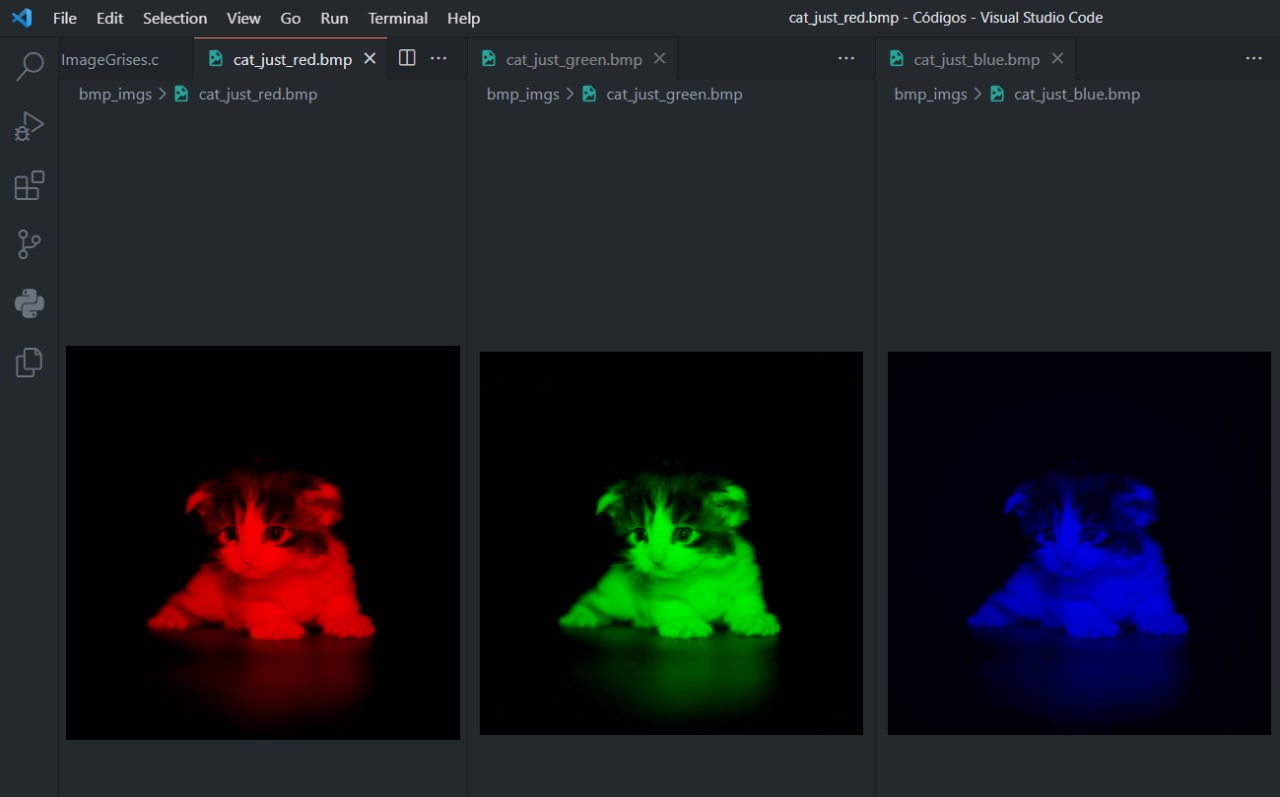 File Edit Selection View Go Run Terminal Help cat_just_red.bmp - Códigos - Visual Studio Code
ImageGrises.c cat_just_red.bmp cat_just_green.bmp cat_just_blue.bmp
bmp_imgs > cat_just_red.bmp bmp_imgs > cat_just_green.bmp bmp_imgs > cat_just_blue.bmp